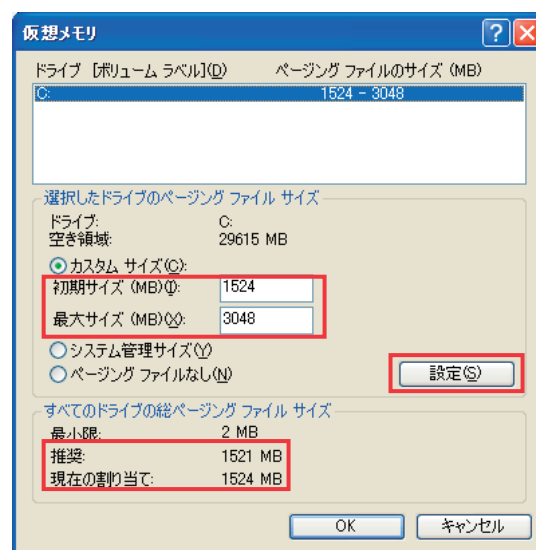 仮想メモリ
ドライブ [ボリューム ラベル](D) ページング ファイルのサイズ (MB)
C: 1524 - 3048
選択したドライブのページング ファイル サイズ
ドライブ: C:
空き領域: 29615 MB
カスタム サイズ(C):
初期サイズ (MB)(I): 1524
最大サイズ (MB)(X): 3048
システム管理サイズ(Y)
ページング ファイルなし(N)
設定(S)
すべてのドライブの総ページング ファイル サイズ
最小限: 2 MB
推奨: 1521 MB
現在の割り当て: 1524 MB
OK キャンセル